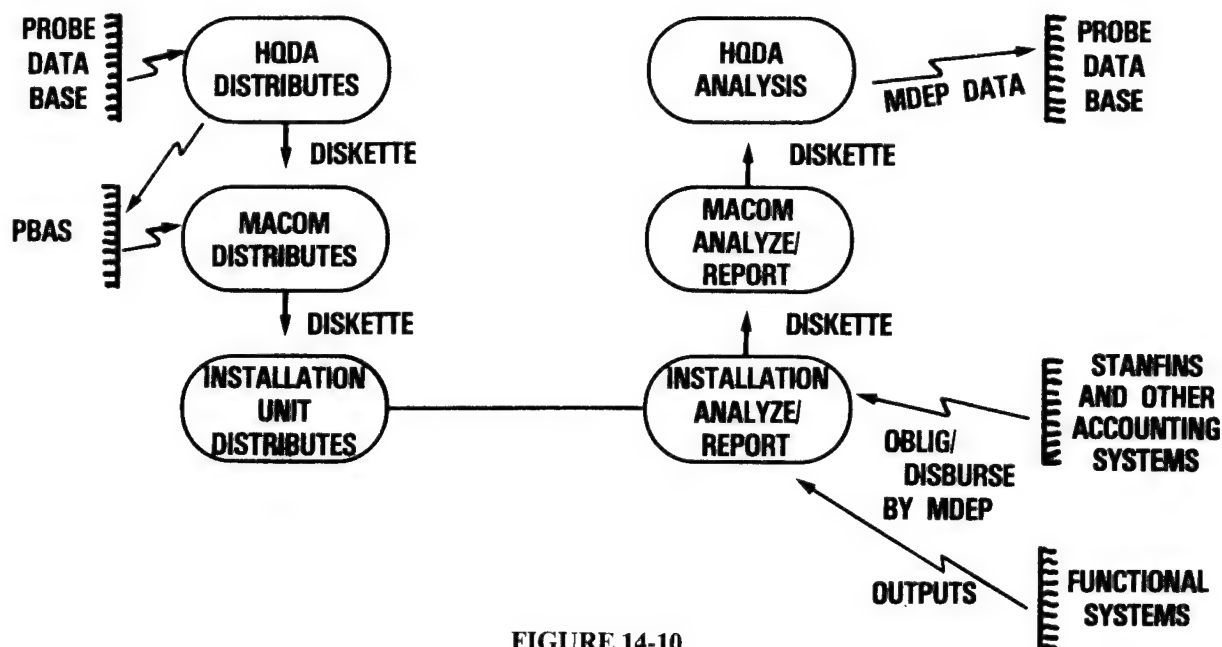 PROBE
DATA
BASE
HQDA
DISTRIBUTES
DISKETTE
PBAS
MACOM
DISTRIBUTES
DISKETTE
INSTALLATION
UNIT
DISTRIBUTES
HQDA
ANALYSIS
MDEP DATA
PROBE
DATA
BASE
DISKETTE
MACOM
ANALYZE/
REPORT
DISKETTE
INSTALLATION
ANALYZE/
REPORT
STANFINS
AND OTHER
ACCOUNTING
SYSTEMS
OBLIG/
DISBURSE
BY MDEP
OUTPUTS
FUNCTIONAL
SYSTEMS
FIGURE 14-10